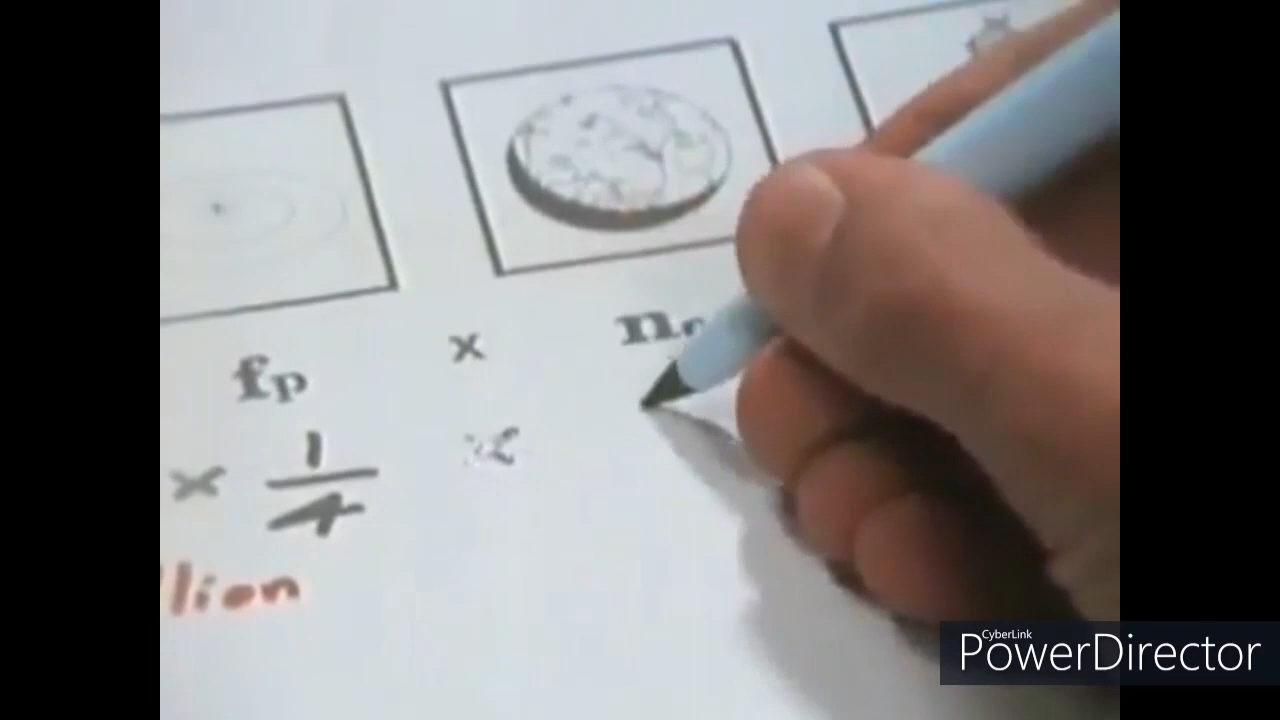 fp x n
x 1/4 x
llion
CyberLink
PowerDirector